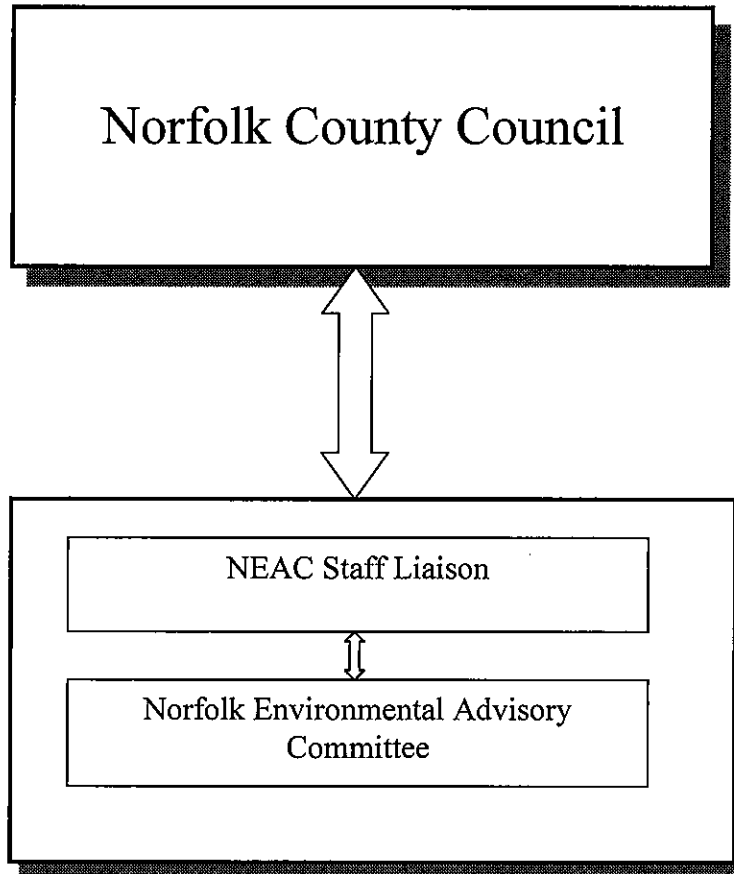 Norfolk County Council
NEAC Staff Liaison
Norfolk Environmental Advisory
Committee